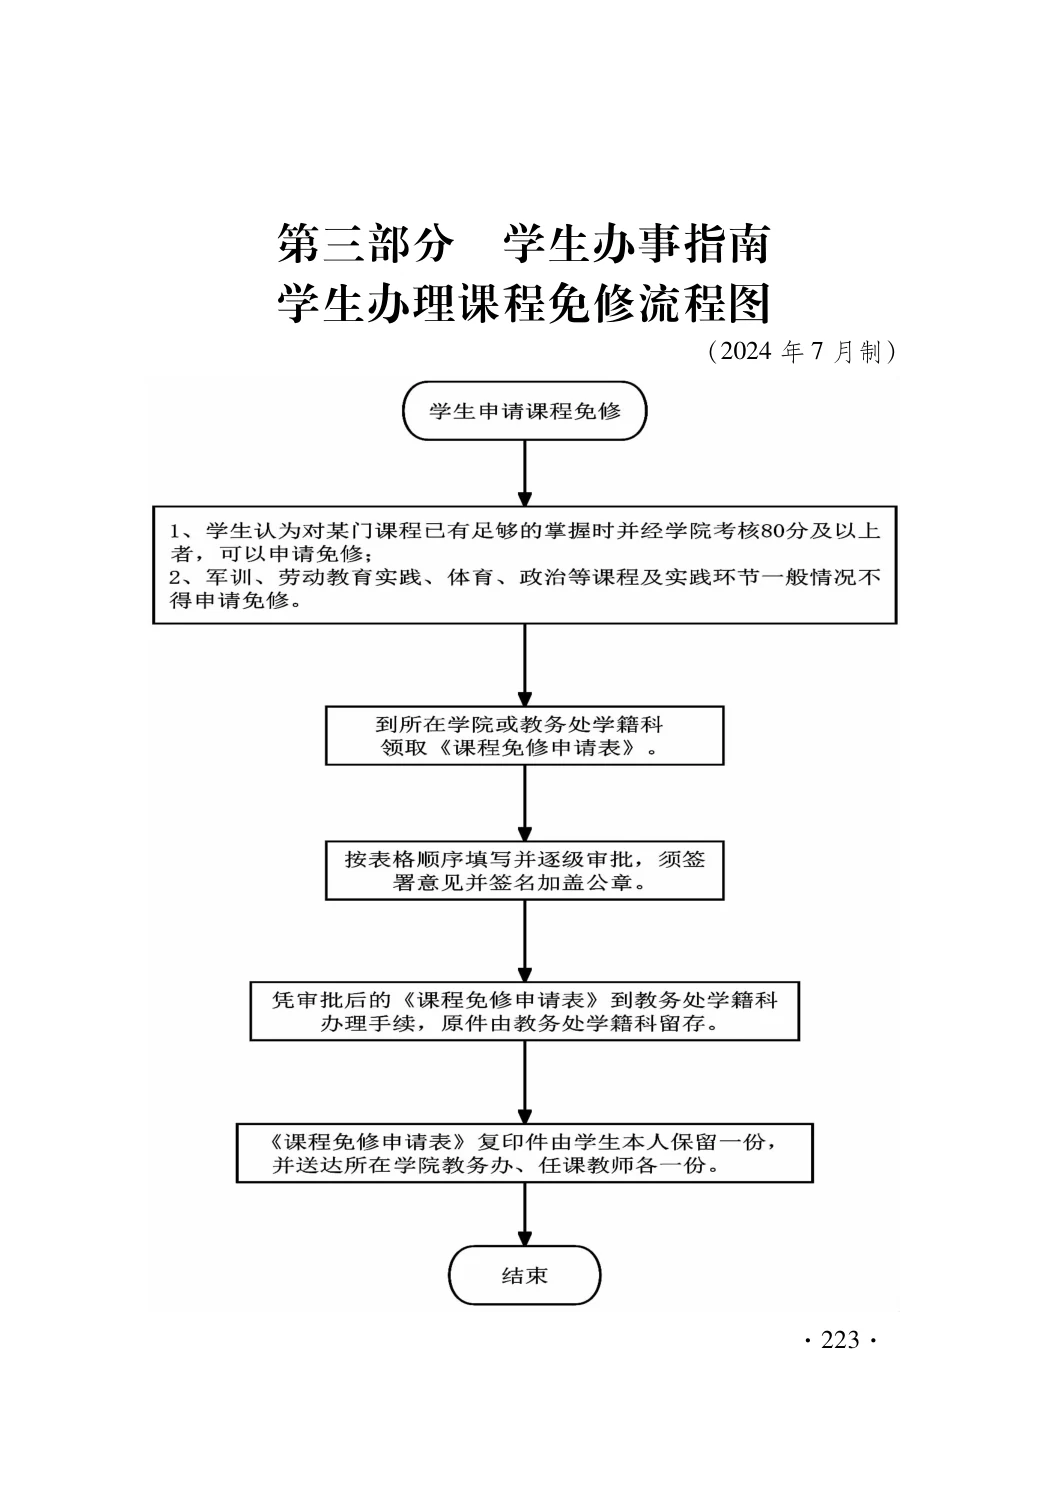 第三部分　学生办事指南
学生办理课程免修流程图
（2024 年 7 月制）
学生申请课程免修
1、学生认为对某门课程已有足够的掌握时并经学院考核80分及以上
者，可以申请免修；
2、军训、劳动教育实践、体育、政治等课程及实践环节一般情况不
得申请免修。
到所在学院或教务处学籍科
领取《课程免修申请表》。
按表格顺序填写并逐级审批，须签
署意见并签名加盖公章。
凭审批后的《课程免修申请表》到教务处学籍科
办理手续，原件由教务处学籍科留存。
《课程免修申请表》复印件由学生本人保留一份，
并送达所在学院教务办、任课教师各一份。
结束
· 223 ·